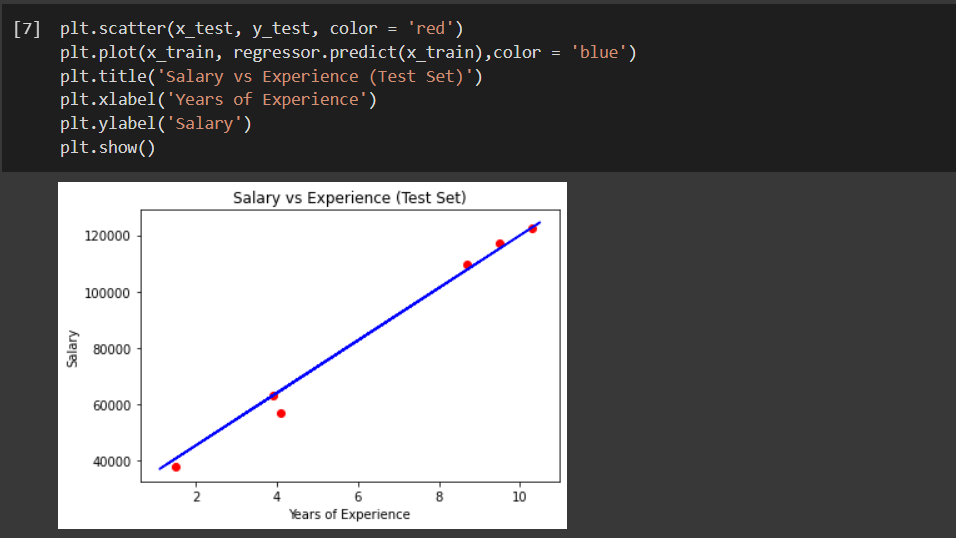 [7] plt.scatter(x_test, y_test, color = 'red')
plt.plot(x_train, regressor.predict(x_train),color = 'blue')
plt.title('Salary vs Experience (Test Set)')
plt.xlabel('Years of Experience')
plt.ylabel('Salary')
plt.show()
Salary vs Experience (Test Set)
120000
100000
80000
60000
40000
Salary
2 4 6 8 10
Years of Experience